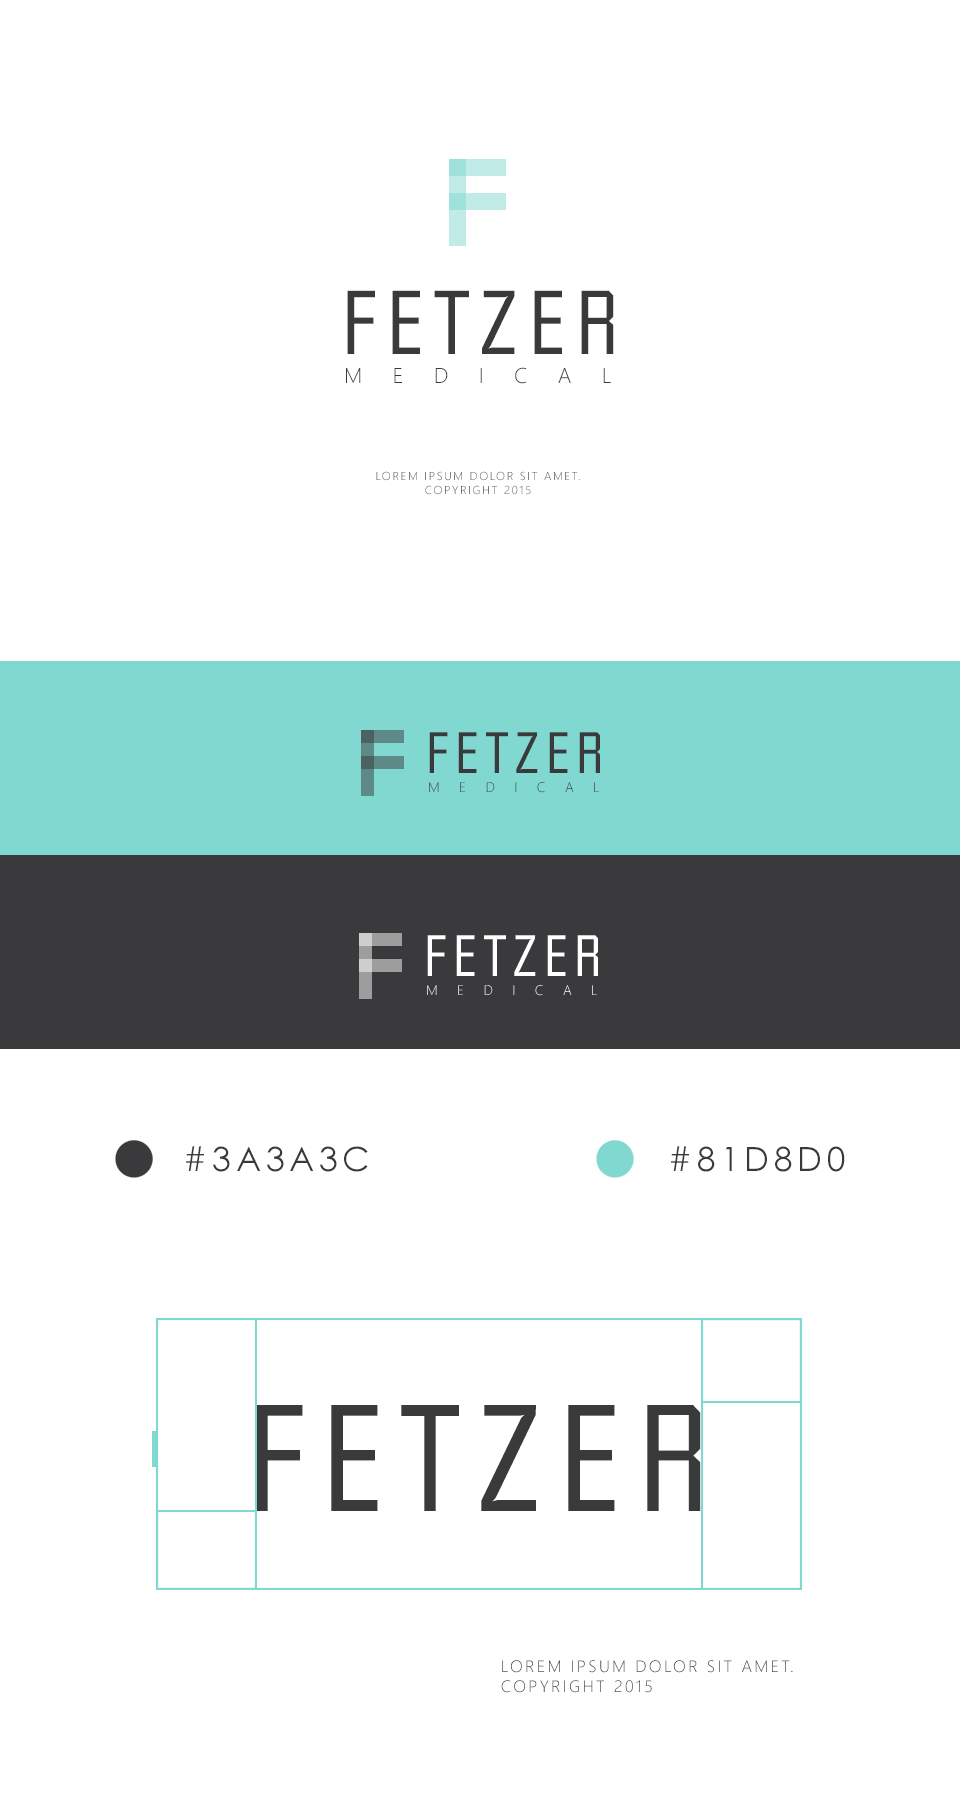 F
FETZER
MEDICAL
LOREM IPSUM DOLOR SIT AMET.
COPYRIGHT 2015
F FETZER
MEDICAL
F FETZER
MEDICAL
#3A3A3C
#81D8D0
FETZER
LOREM IPSUM DOLOR SIT AMET.
COPYRIGHT 2015